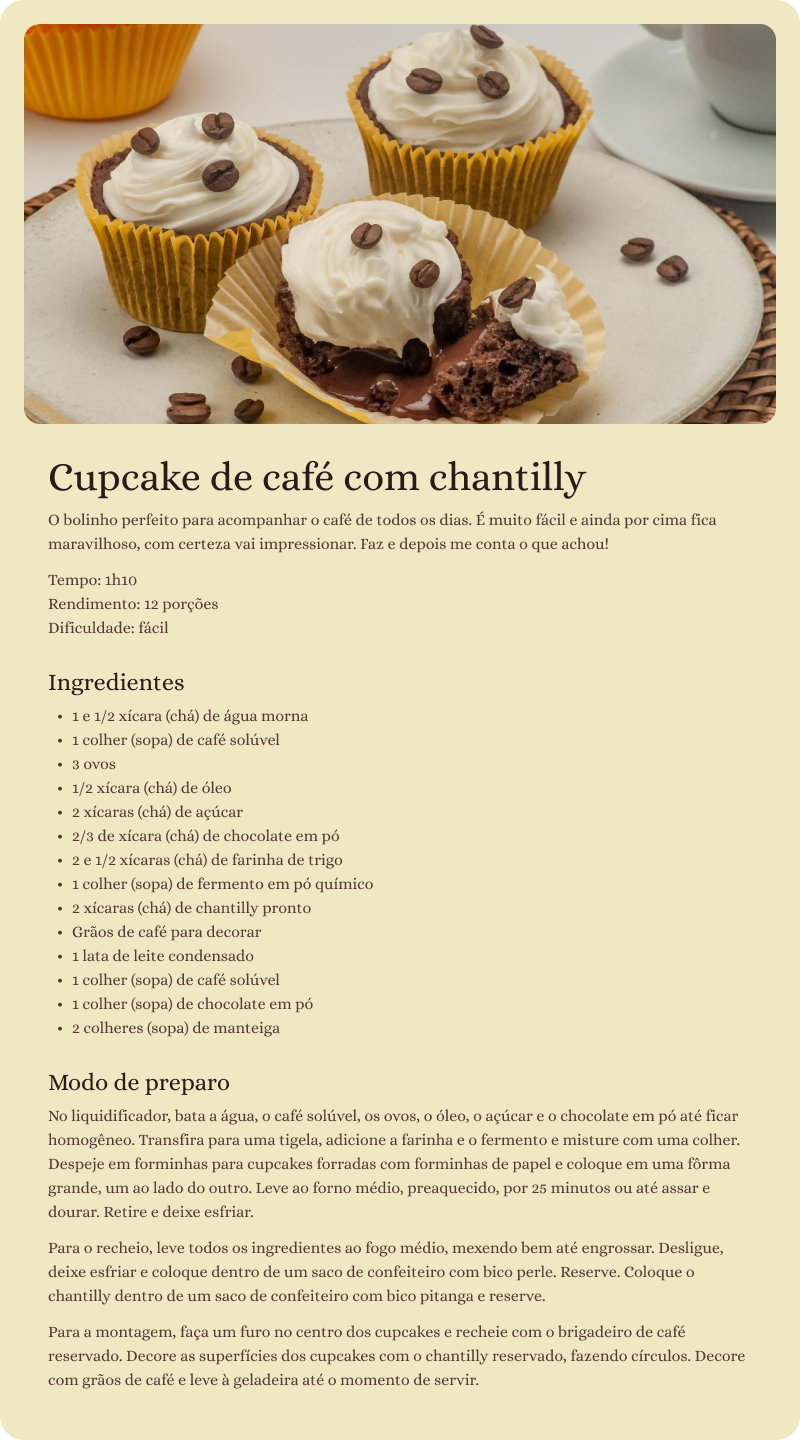 Cupcake de café com chantilly
O bolinho perfeito para acompanhar o café de todos os dias. É muito fácil e ainda por cima fica
maravilhoso, com certeza vai impressionar. Faz e depois me conta o que achou!
Tempo: 1h10
Rendimento: 12 porções
Dificuldade: fácil
Ingredientes
• 1 e 1/2 xícara (chá) de água morna
• 1 colher (sopa) de café solúvel
• 3 ovos
• 1/2 xícara (chá) de óleo
• 2 xícaras (chá) de açúcar
• 2/3 de xícara (chá) de chocolate em pó
• 2 e 1/2 xícaras (chá) de farinha de trigo
• 1 colher (sopa) de fermento em pó químico
• 2 xícaras (chá) de chantilly pronto
• Grãos de café para decorar
• 1 lata de leite condensado
• 1 colher (sopa) de café solúvel
• 1 colher (sopa) de chocolate em pó
• 2 colheres (sopa) de manteiga
Modo de preparo
No liquidificador, bata a água, o café solúvel, os ovos, o óleo, o açúcar e o chocolate em pó até ficar
homogêneo. Transfira para uma tigela, adicione a farinha e o fermento e misture com uma colher.
Despeje em forminhas para cupcakes forradas com forminhas de papel e coloque em uma fôrma
grande, um ao lado do outro. Leve ao forno médio, preaquecido, por 25 minutos ou até assar e
dourar. Retire e deixe esfriar.
Para o recheio, leve todos os ingredientes ao fogo médio, mexendo bem até engrossar. Desligue,
deixe esfriar e coloque dentro de um saco de confeiteiro com bico perle. Reserve. Coloque o
chantilly dentro de um saco de confeiteiro com bico pitanga e reserve.
Para a montagem, faça um furo no centro dos cupcakes e recheie com o brigadeiro de café
reservado. Decore as superfícies dos cupcakes com o chantilly reservado, fazendo círculos. Decore
com grãos de café e leve à geladeira até o momento de servir.